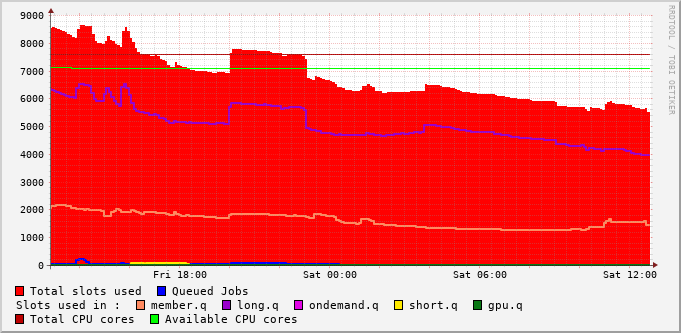 RRDTOOL / TOBI OETIKER
9000
8000
7000
6000
5000
4000
3000
2000
1000
0
Fri 18:00 Sat 00:00 Sat 06:00 Sat 12:00
Total slots used Queued Jobs
Slots used in : member.q long.q ondemand.q short.q gpu.q
Total CPU cores Available CPU cores